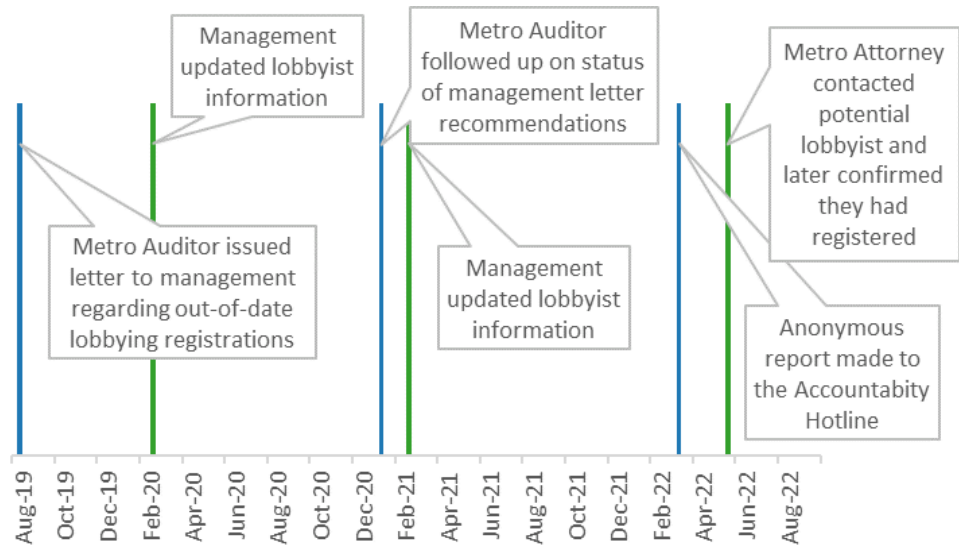 Management
updated lobbyist
information
Metro Auditor
followed up on status
of management letter
recommendations
Metro Attorney
contacted
potential
lobbyist and
later confirmed
they had
registered
Metro Auditor issued
letter to management
regarding out-of-date
lobbying registrations
Management
updated lobbyist
information
Anonymous
report made to
the Accountabity
Hotline
Aug-19
Oct-19
Dec-19
Feb-20
Apr-20
Jun-20
Aug-20
Oct-20
Dec-20
Feb-21
Apr-21
Jun-21
Aug-21
Oct-21
Dec-21
Feb-22
Apr-22
Jun-22
Aug-22